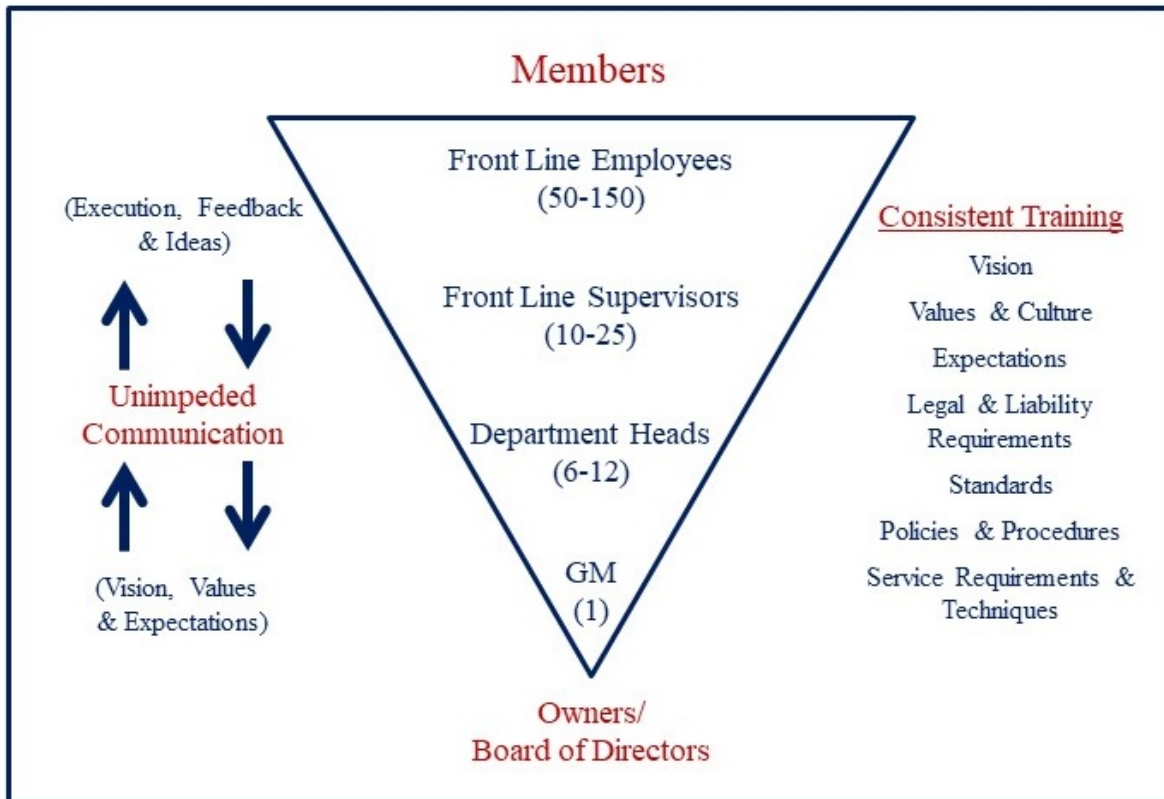 Members
Front Line Employees
(50-150)
Front Line Supervisors
(10-25)
Department Heads
(6-12)
GM
(1)
Owners/
Board of Directors
(Execution, Feedback
& Ideas)
Unimpeded
Communication
(Vision, Values
& Expectations)
Consistent Training
Vision
Values & Culture
Expectations
Legal & Liability
Requirements
Standards
Policies & Procedures
Service Requirements &
Techniques